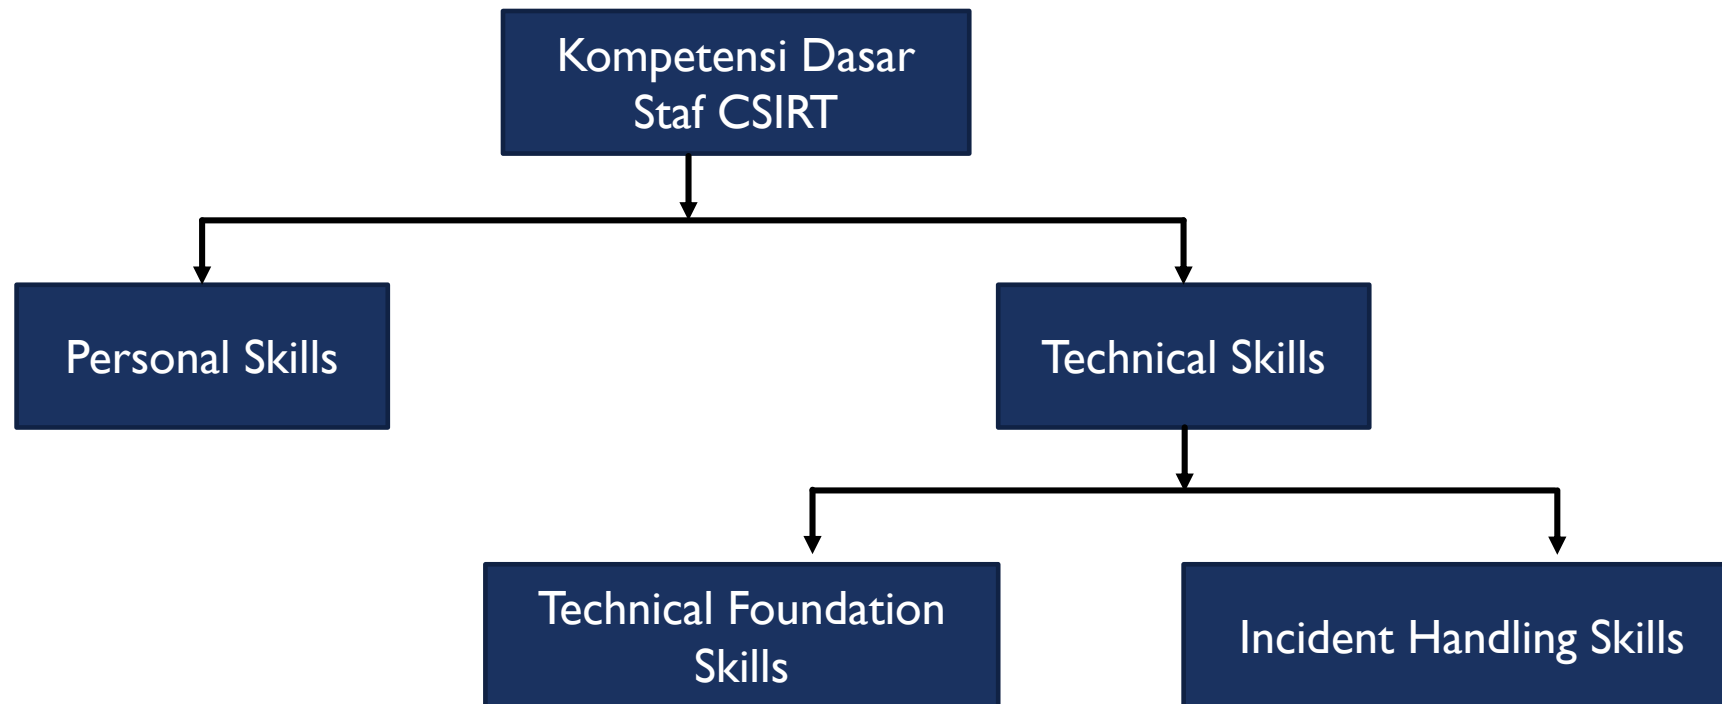 Kompetensi Dasar
Staf CSIRT
Personal Skills
Technical Skills
Technical Foundation
Skills
Incident Handling Skills